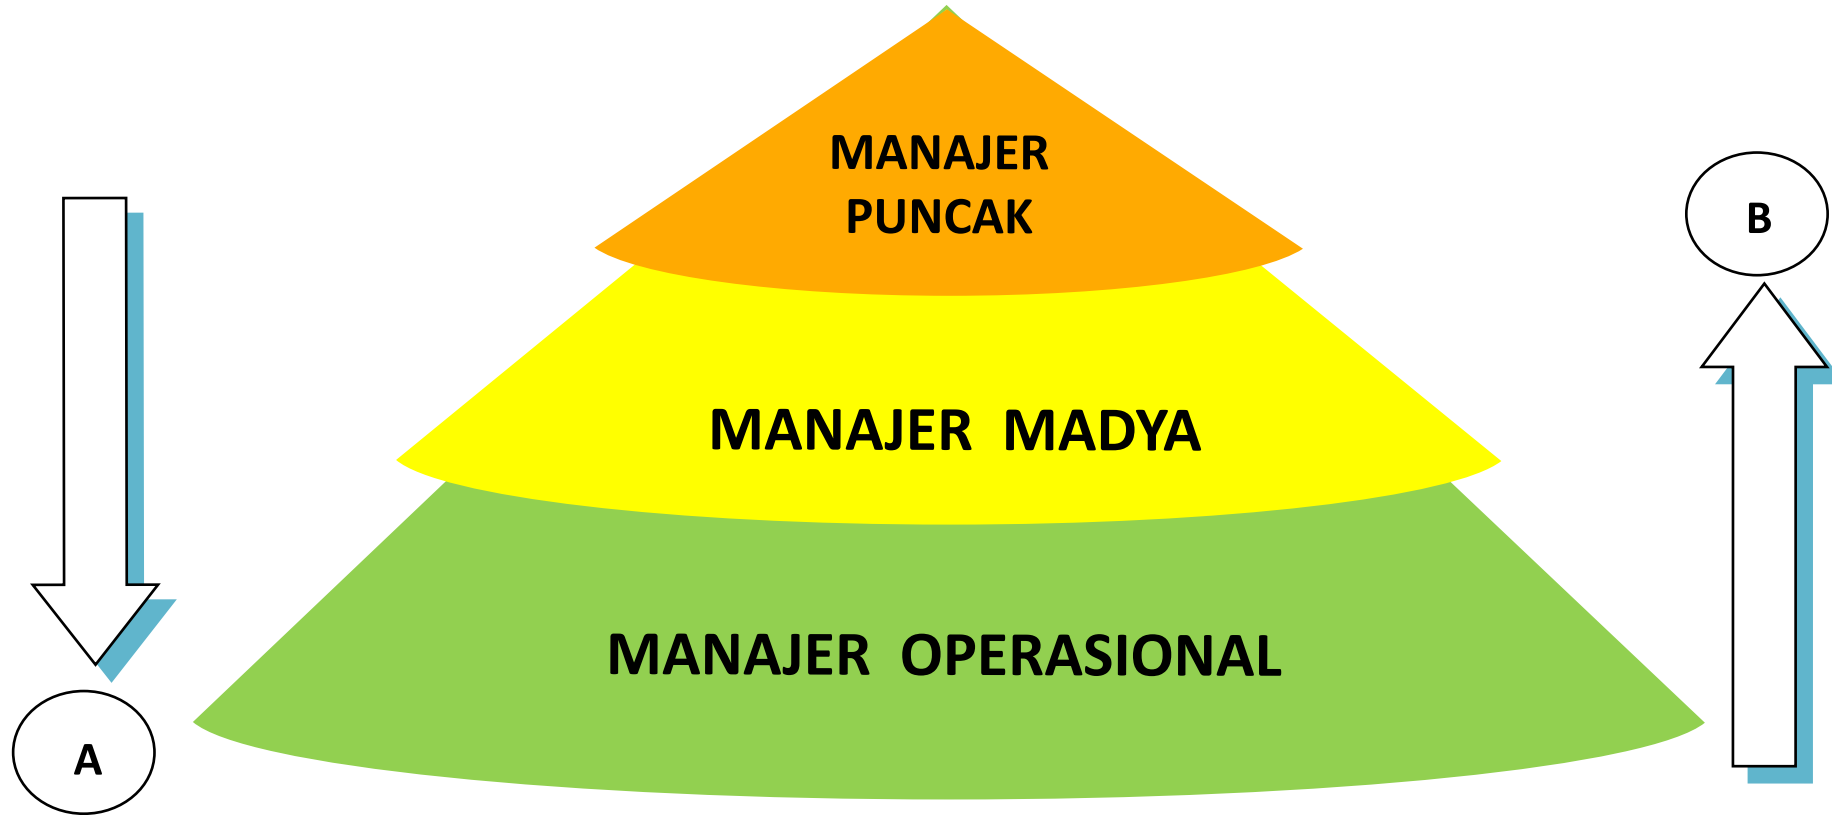 MANAJER
PUNCAK
B
MANAJER MADYA
MANAJER OPERASIONAL
A